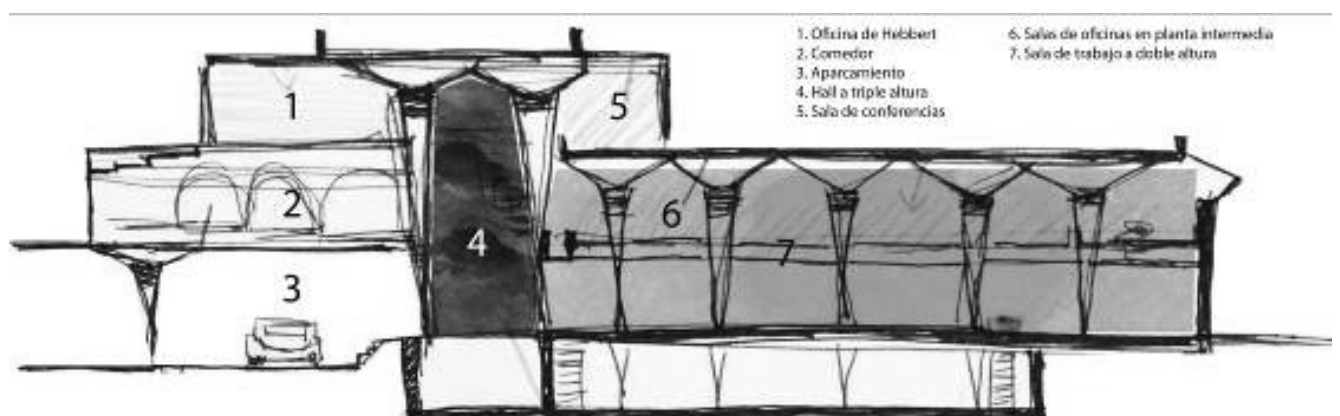 1. Oficina de Hebbert
2. Comedor
3. Aparcamiento
4. Hall a triple altura
5. Sala de conferencias
6. Salas de oficinas en planta intermedia
7. Sala de trabajo a doble altura
1
5
2
6
4
7
3